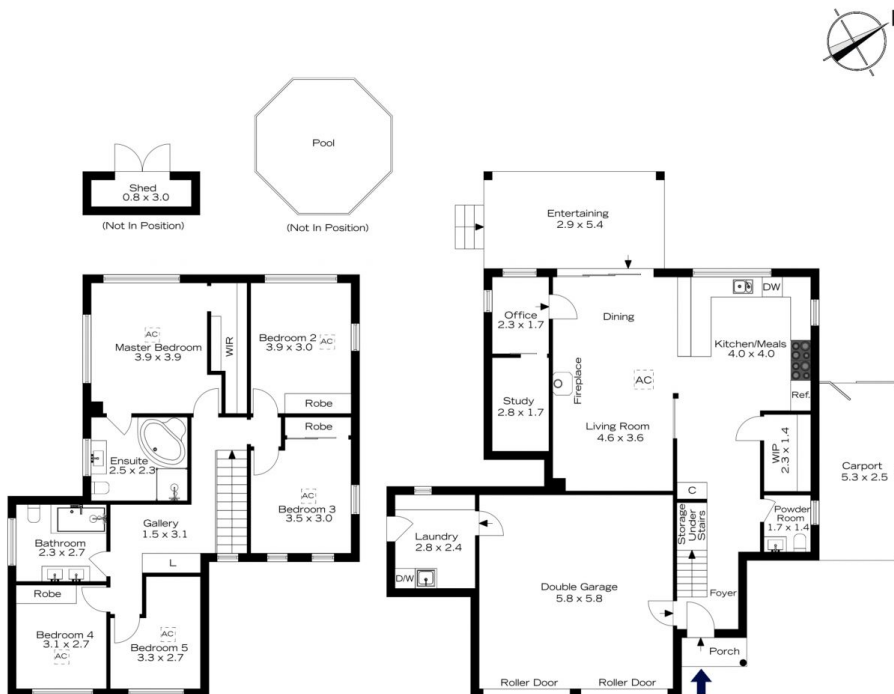 Shed
0.8 x 3.0
(Not In Position)
Pool
(Not In Position)
AC
Master Bedroom
3.9 x 3.9
WIR
Bedroom 2
3.9 x 3.0
AC
Robe
Robe
Ensuite
2.5 x 2.3
AC
Bedroom 3
3.5 x 3.0
Gallery
1.5 x 3.1
L
Bathroom
2.3 x 2.7
Robe
Bedroom 4
3.1 x 2.7
AC
AC
Bedroom 5
3.3 x 2.7
Entertaining
2.9 x 5.4
Office
2.3 x 1.7
Dining
DW
Kitchen/Meals
4.0 x 4.0
Study
2.8 x 1.7
Fireplace
AC
Living Room
4.6 x 3.6
Ref.
WIP
2.3 x 1.4
Carport
5.3 x 2.5
C
Storage
Under
Stairs
Powder
Room
1.7 x 1.4
Laundry
2.8 x 2.4
D/W
Double Garage
5.8 x 5.8
Foyer
Porch
Roller Door
Roller Door